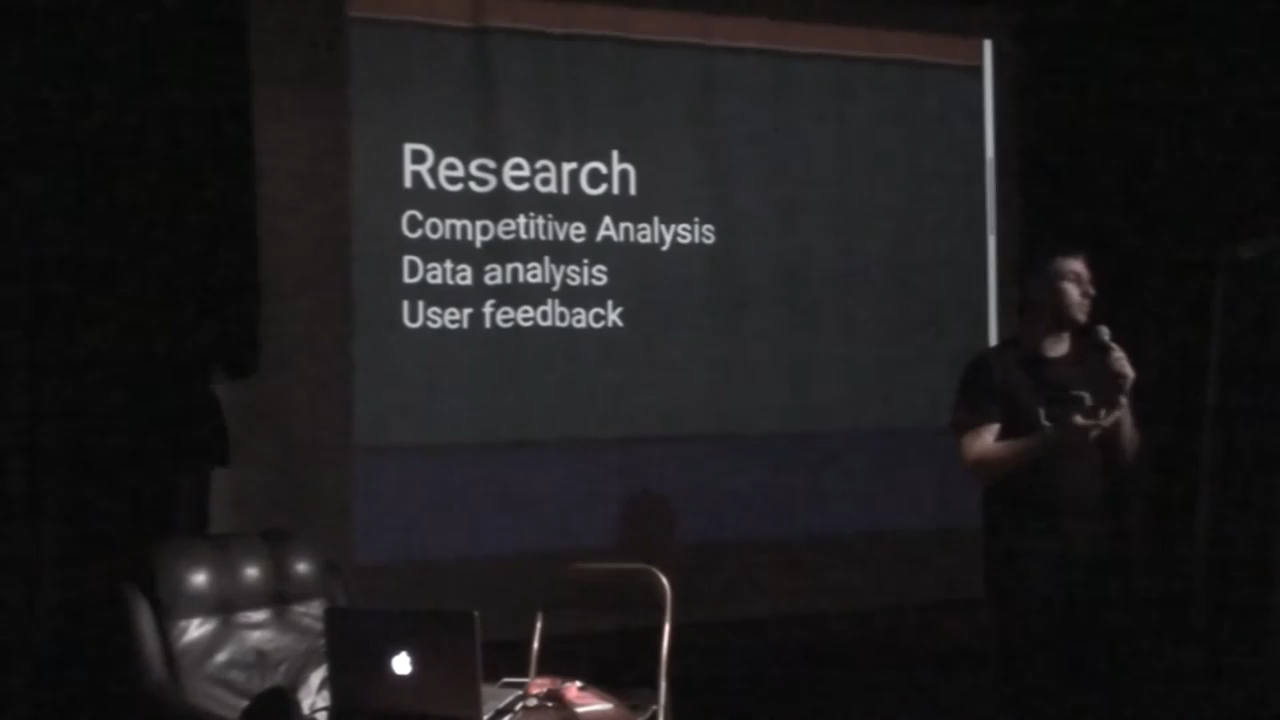 Research
Competitive Analysis
Data analysis
User feedback